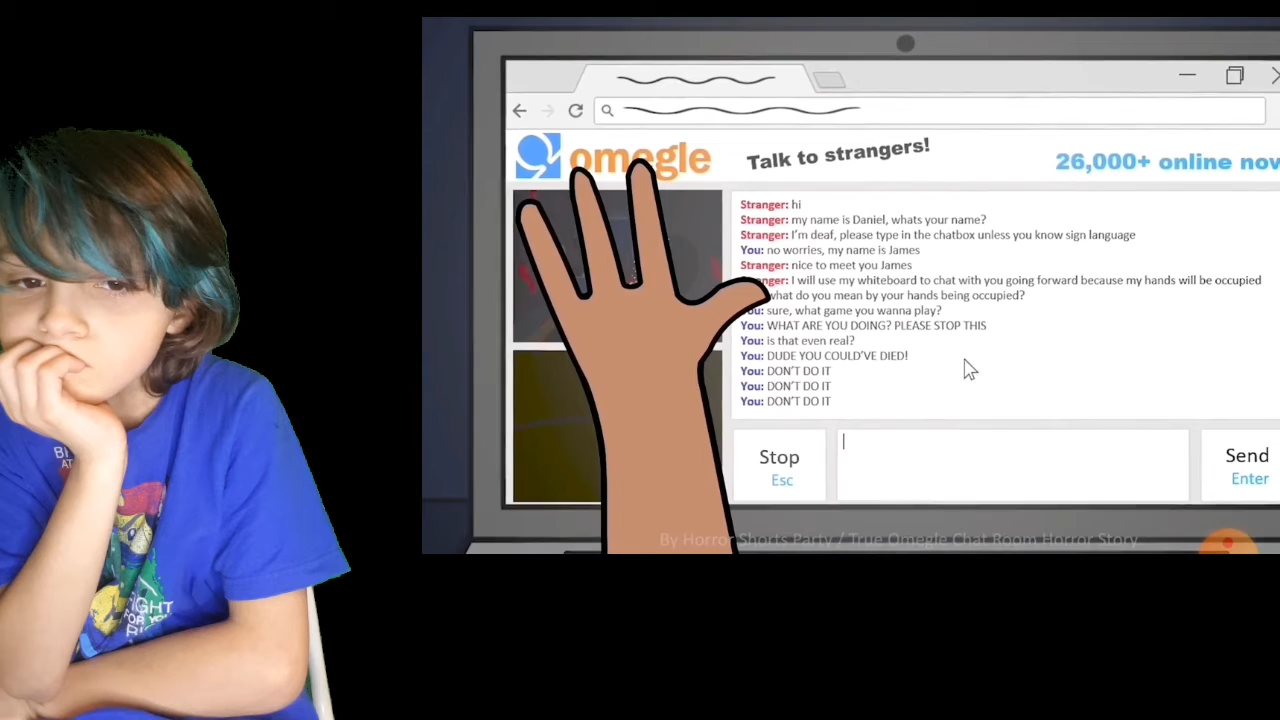 omegle
Talk to strangers!
26,000+ online now
Stranger: hi
Stranger: my name is Daniel, whats your name?
Stranger: I'm deaf, please type in the chatbox unless you know sign language
You: no worries, my name is James
Stranger: nice to meet you James
Stranger: I will use my whiteboard to chat with you going forward because my hands will be occupied
what do you mean by your hands being occupied?
You: sure, what game you wanna play?
You: WHAT ARE YOU DOING? PLEASE STOP THIS
You: is that even real?
You: DUDE YOU COULD'VE DIED!
You: DON'T DO IT
You: DON'T DO IT
You: DON'T DO IT
Stop
Esc
Send
Enter
By Horror Shorts Party / True Omegle Chat Room Horror Story
IGHT
FOR YOU